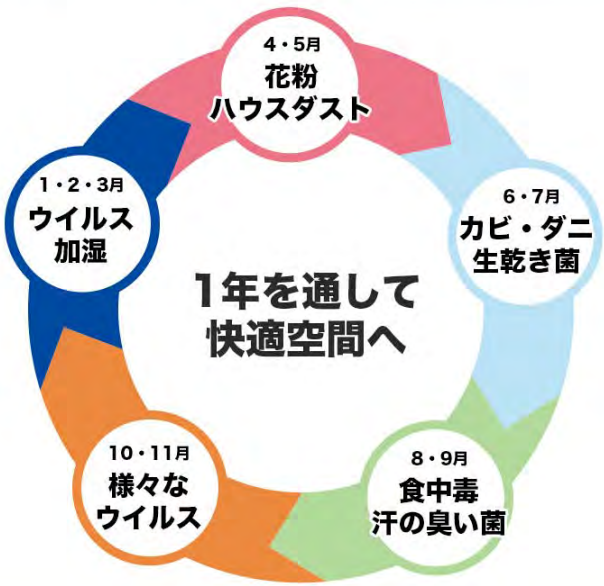 4・5月
花粉
ハウスダスト
6・7月
カビ・ダニ
生乾き菌
8・9月
食中毒
汗の臭い菌
10・11月
様々な
ウイルス
1・2・3月
ウイルス
加湿
1年を通して
快適空間へ